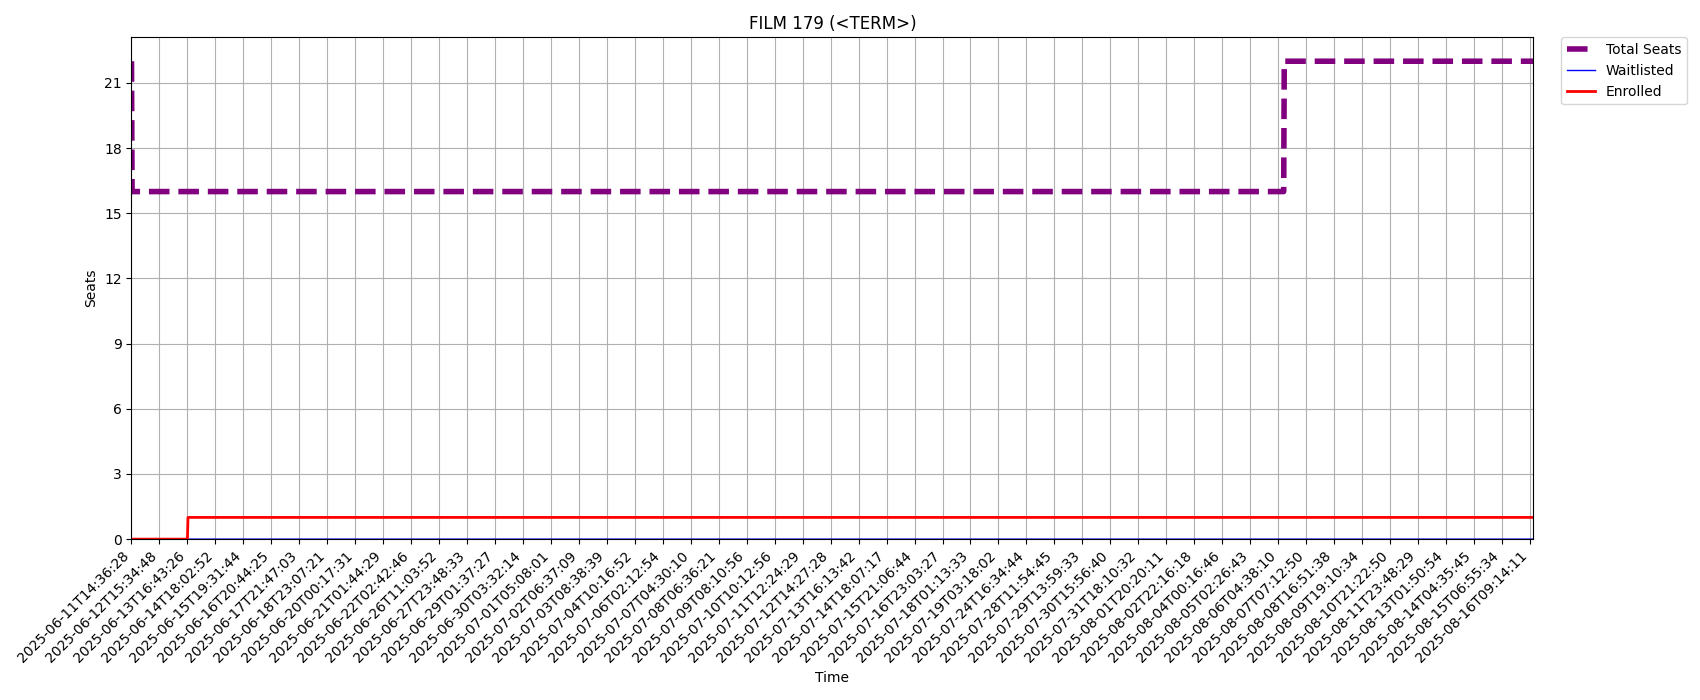 FILM 179 (<TERM>)
Total Seats
Waitlisted
Enrolled
21
18
15
12
9
6
3
0
Seats
2025-06-11T14:36:28
2025-06-12T15:34:48
2025-06-13T16:43:26
2025-06-14T18:02:52
2025-06-15T19:31:44
2025-06-16T20:44:25
2025-06-17T21:47:03
2025-06-18T23:07:21
2025-06-20T00:17:31
2025-06-21T01:44:29
2025-06-22T02:42:46
2025-06-26T11:03:52
2025-06-27T23:48:33
2025-06-29T01:37:27
2025-06-30T03:32:14
2025-07-01T05:08:01
2025-07-02T06:37:09
2025-07-03T08:38:39
2025-07-04T10:16:52
2025-07-06T02:12:54
2025-07-07T04:30:10
2025-07-08T06:36:21
2025-07-09T08:10:56
2025-07-10T10:12:56
2025-07-11T12:24:29
2025-07-12T14:27:28
2025-07-13T16:13:42
2025-07-14T18:07:17
2025-07-15T21:06:44
2025-07-16T23:03:27
2025-07-18T01:13:33
2025-07-19T03:18:02
2025-07-24T16:34:44
2025-07-28T11:54:45
2025-07-29T13:59:33
2025-07-30T15:56:40
2025-07-31T18:10:32
2025-08-01T20:20:11
2025-08-02T22:16:18
2025-08-04T00:16:46
2025-08-05T02:26:43
2025-08-06T04:38:10
2025-08-07T07:12:50
2025-08-08T16:51:38
2025-08-09T19:10:34
2025-08-10T21:22:50
2025-08-11T23:48:29
2025-08-13T01:50:54
2025-08-14T04:35:45
2025-08-15T06:55:34
2025-08-16T09:14:11
Time